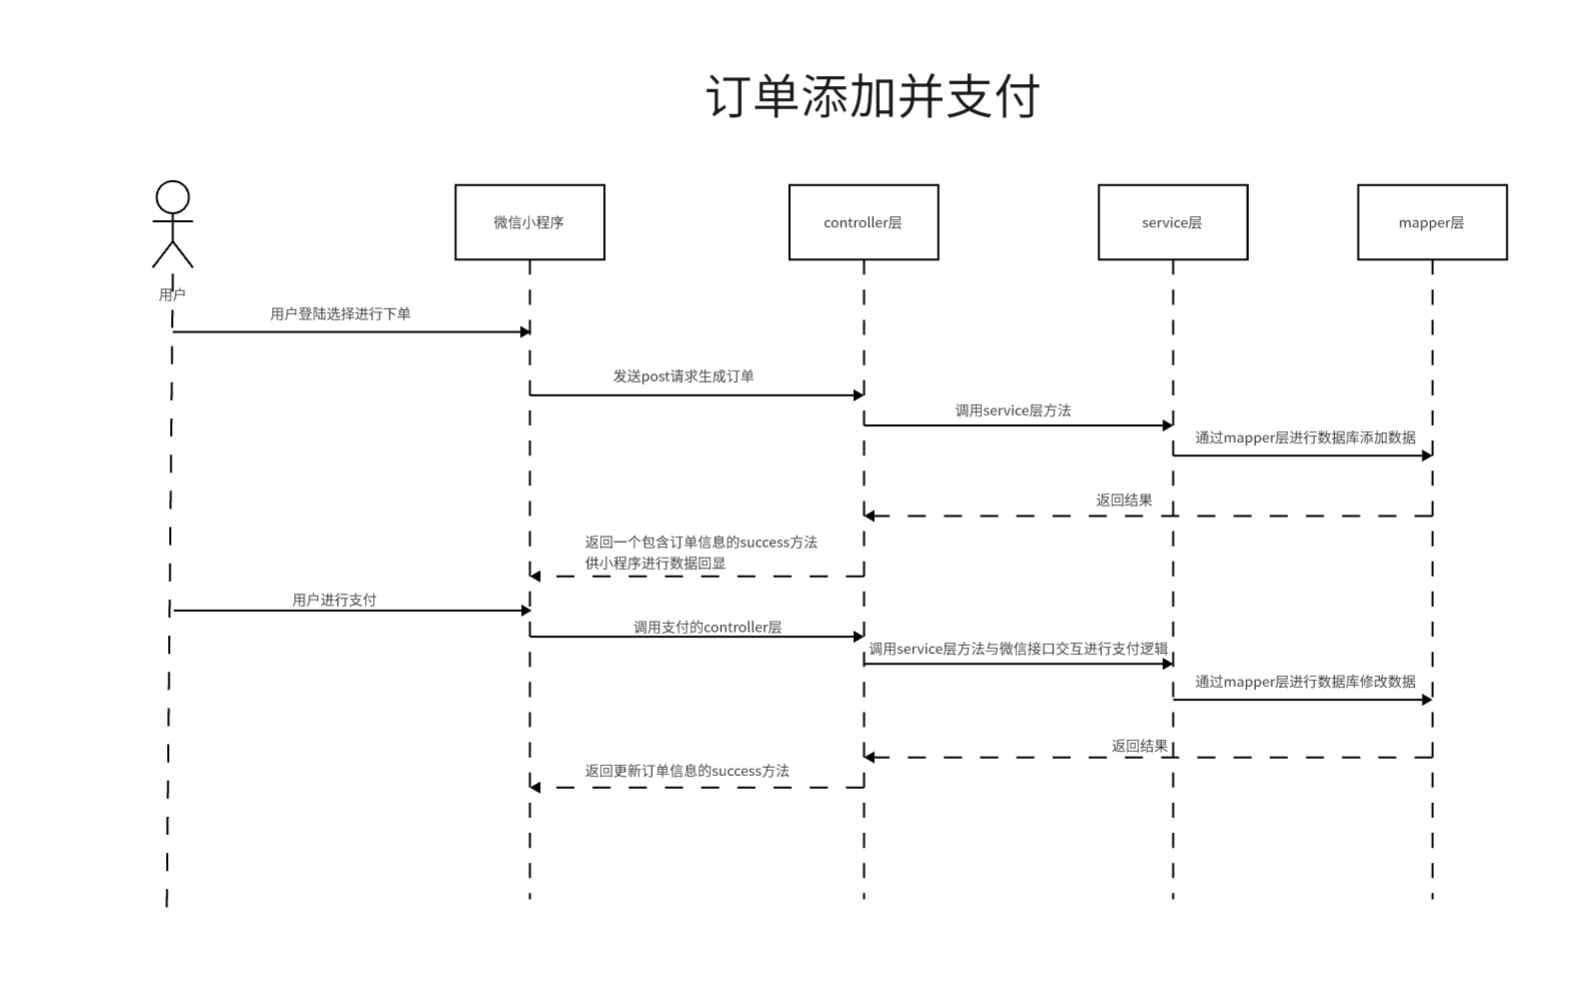 订单添加并支付
微信小程序
controller层
service层
mapper层
用户
用户登陆选择进行下单
发送post请求生成订单
调用service层方法
通过mapper层进行数据库添加数据
返回结果
返回一个包含订单信息的success方法
供小程序进行数据回显
用户进行支付
调用支付的controller层
调用service层方法与微信接口交互进行支付逻辑
通过mapper层进行数据库修改数据
返回结果
返回更新订单信息的success方法